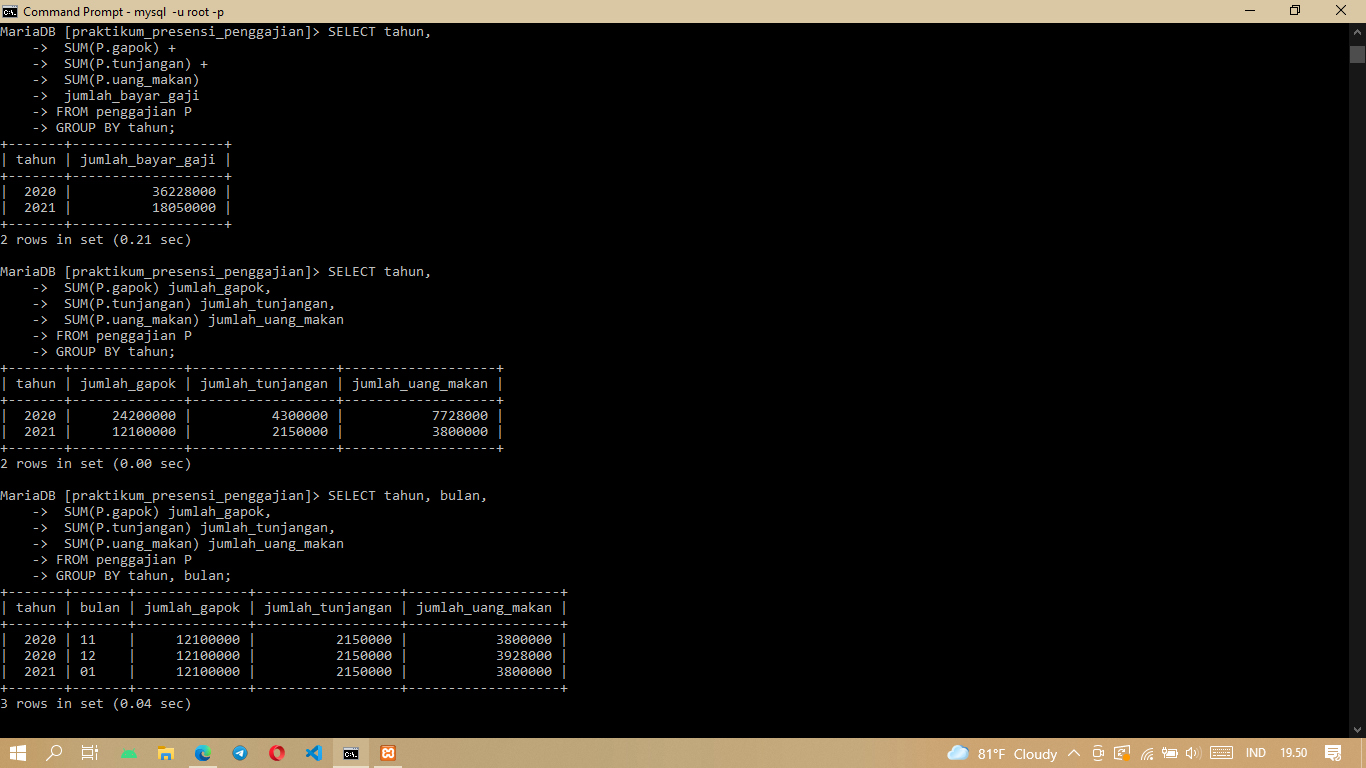 Command Prompt - mysql  -u root -p
MariaDB [praktikum_presensi_penggajian]> SELECT tahun,
    ->  SUM(P.gapok) +
    ->  SUM(P.tunjangan) +
    ->  SUM(P.uang_makan)
    ->  jumlah_bayar_gaji
    -> FROM penggajian P
    -> GROUP BY tahun;
+-------+-------------------+
| tahun | jumlah_bayar_gaji |
+-------+-------------------+
|  2020 |          36228000 |
|  2021 |          18050000 |
+-------+-------------------+
2 rows in set (0.21 sec)
MariaDB [praktikum_presensi_penggajian]> SELECT tahun,
    ->  SUM(P.gapok) jumlah_gapok,
    ->  SUM(P.tunjangan) jumlah_tunjangan,
    ->  SUM(P.uang_makan) jumlah_uang_makan
    -> FROM penggajian P
    -> GROUP BY tahun;
+-------+--------------+------------------+-------------------+
| tahun | jumlah_gapok | jumlah_tunjangan | jumlah_uang_makan |
+-------+--------------+------------------+-------------------+
|  2020 |     24200000 |          4300000 |           7728000 |
|  2021 |     12100000 |          2150000 |           3800000 |
+-------+--------------+------------------+-------------------+
2 rows in set (0.00 sec)
MariaDB [praktikum_presensi_penggajian]> SELECT tahun, bulan,
    ->  SUM(P.gapok) jumlah_gapok,
    ->  SUM(P.tunjangan) jumlah_tunjangan,
    ->  SUM(P.uang_makan) jumlah_uang_makan
    -> FROM penggajian P
    -> GROUP BY tahun, bulan;
+-------+-------+--------------+------------------+-------------------+
| tahun | bulan | jumlah_gapok | jumlah_tunjangan | jumlah_uang_makan |
+-------+-------+--------------+------------------+-------------------+
|  2020 | 11    |     12100000 |          2150000 |           3800000 |
|  2020 | 12    |     12100000 |          2150000 |           3928000 |
|  2021 | 01    |     12100000 |          2150000 |           3800000 |
+-------+-------+--------------+------------------+-------------------+
3 rows in set (0.04 sec)
81°F Cloudy IND 19.50